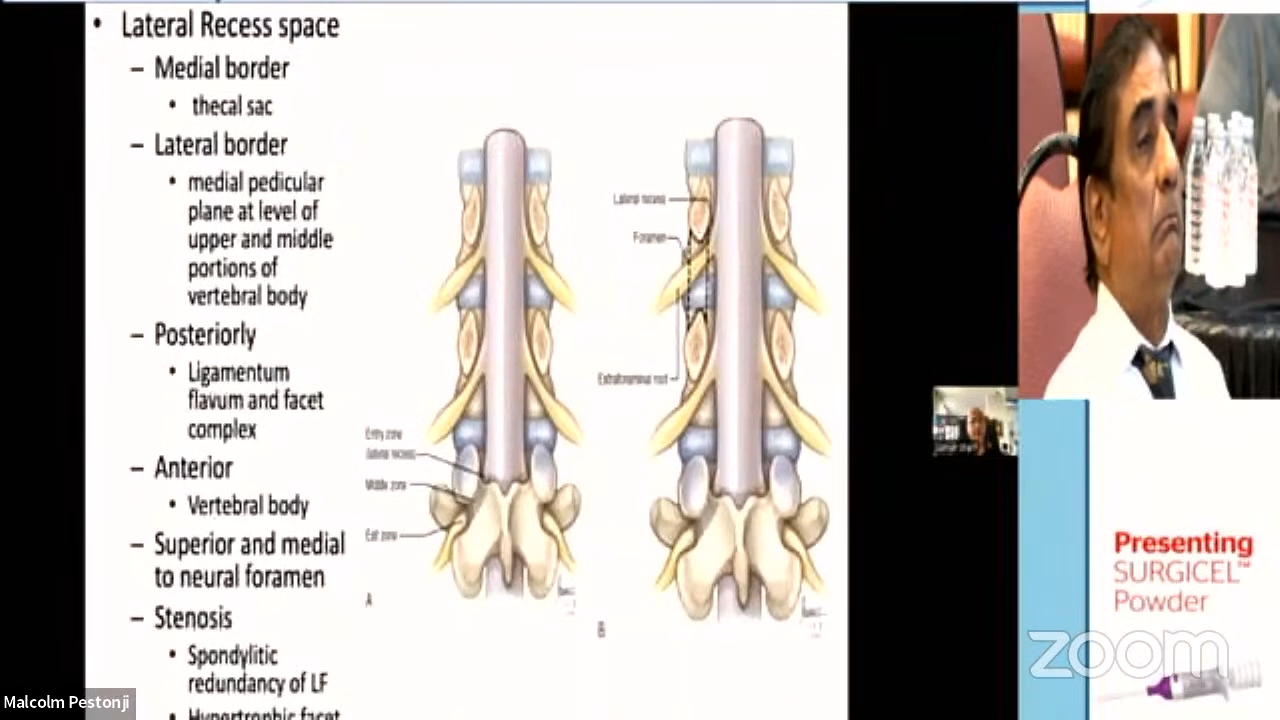 • Lateral Recess space
– Medial border
• thecal sac
– Lateral border
• medial pedicular
plane at level of
upper and middle
portions of
vertebral body
– Posteriorly
• Ligamentum
flavum and facet
complex
– Anterior
• Vertebral body
– Superior and medial
to neural foramen
– Stenosis
• Spondylitic
redundancy of LF
• Hypertrophic facet
Entry zone
(lateral recess)
Middle zone
Exit zone
A
Lateral recess
Foramen
Extraforaminal root
B
Presenting
SURGICEL™
Powder
zoom
Malcolm Pestonji